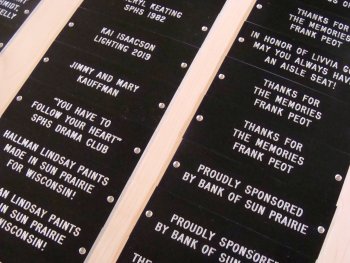 SPHS 1982
KAI ISAACSON
LIGHTING 2019
JIMMY AND MARY
KAUFFMAN
"YOU HAVE TO
FOLLOW YOUR HEART"
SPHS DRAMA CLUB
HALLMAN LINDSAY PAINTS
MADE IN SUN PRAIRIE
FOR WISCONSIN!
LINDSAY PAINTS
IN SUN PRAIRIE
WISCONSIN!
THANKS FOR
THE MEMORIES
FRANK PEOT
IN HONOR OF LIVVIA
MAY YOU ALWAYS HAVE
AN AISLE SEAT!
THANKS FOR
THE MEMORIES
FRANK PEOT
THANKS FOR
THE MEMORIES
FRANK PEOT
PROUDLY SPONSORED
BY BANK OF SUN PRAIRIE
PROUDLY SPONSORED
BY BANK OF SUN PRAIRIE